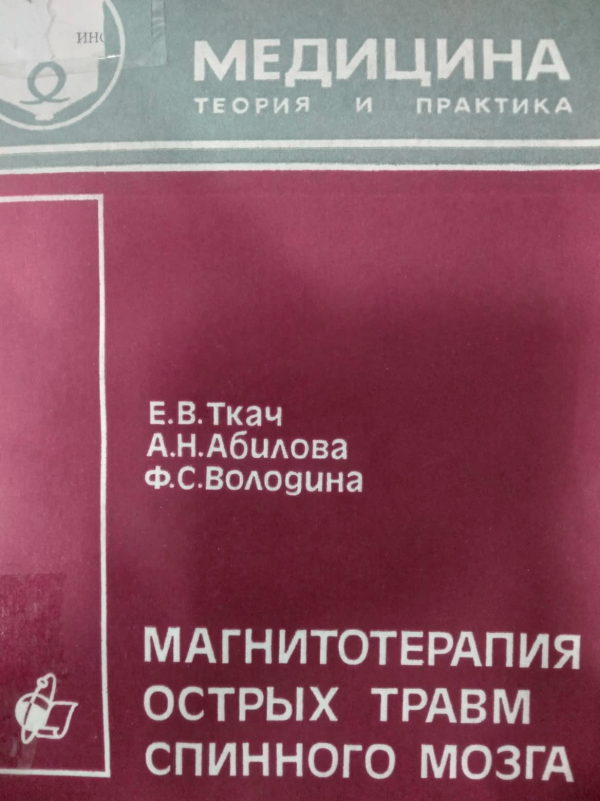 МЕДИЦИНА
ТЕОРИЯ И ПРАКТИКА
Е.В.Ткач
А.Н.Абилова
Ф.С.Володина
МАГНИТОТЕРАПИЯ
ОСТРЫХ ТРАВМ
СПИННОГО МОЗГА